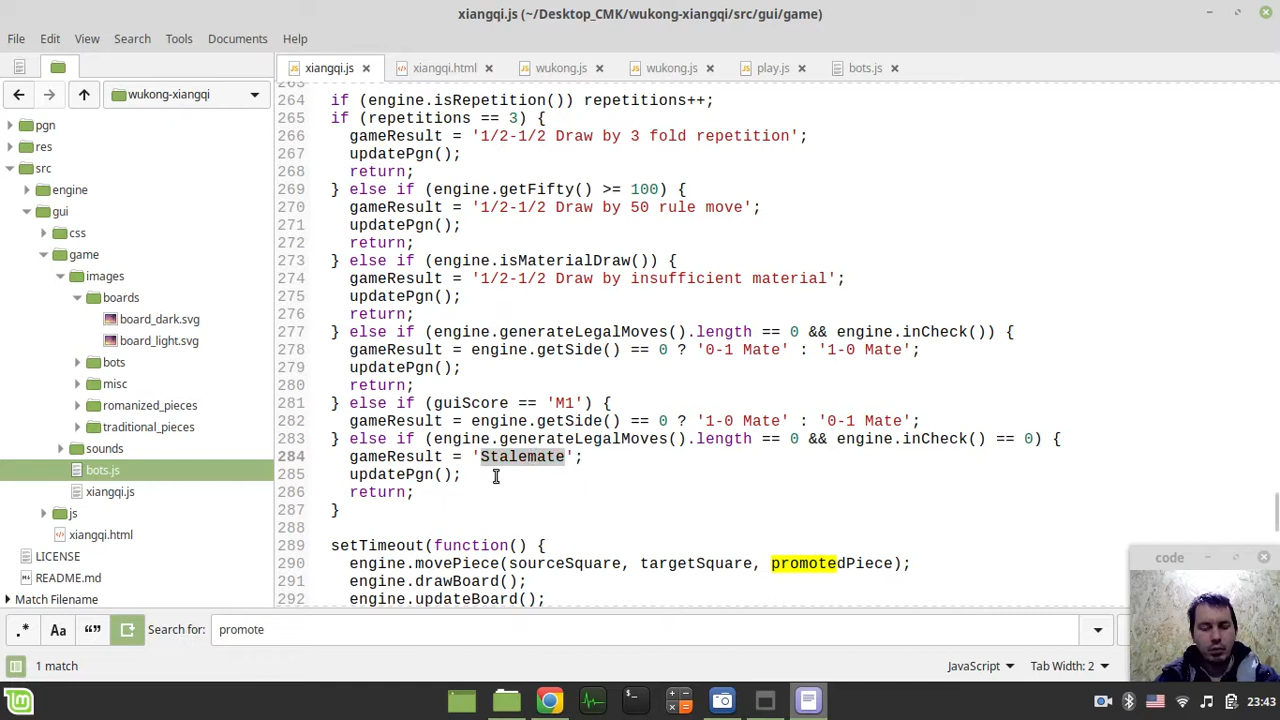 xiangqi.js (~/Desktop_CMK/wukong-xiangqi/src/gui/game)
File Edit View Search Tools Documents Help
xiangqi.js xiangqi.html wukong.js wukong.js play.js bots.js
wukong-xiangqi
pgn
res
src
engine
gui
css
game
images
boards
board_dark.svg
board_light.svg
bots
misc
romanized_pieces
traditional_pieces
sounds
bots.js
xiangqi.js
js
xiangqi.html
LICENSE
README.md
Match Filename
263
264 if (engine.isRepetition()) repetitions++;
265 if (repetitions == 3) {
266 gameResult = '1/2-1/2 Draw by 3 fold repetition';
267 updatePgn();
268 return;
269 } else if (engine.getFifty() >= 100) {
270 gameResult = '1/2-1/2 Draw by 50 rule move';
271 updatePgn();
272 return;
273 } else if (engine.isMaterialDraw()) {
274 gameResult = '1/2-1/2 Draw by insufficient material';
275 updatePgn();
276 return;
277 } else if (engine.generateLegalMoves().length == 0 && engine.inCheck()) {
278 gameResult = engine.getSide() == 0 ? '0-1 Mate' : '1-0 Mate';
279 updatePgn();
280 return;
281 } else if (guiScore == 'M1') {
282 gameResult = engine.getSide() == 0 ? '1-0 Mate' : '0-1 Mate';
283 } else if (engine.generateLegalMoves().length == 0 && engine.inCheck() == 0) {
284 gameResult = 'Stalemate';
285 updatePgn();
286 return;
287 }
288
289 setTimeout(function() {
290 engine.movePiece(sourceSquare, targetSquare, promotedPiece);
291 engine.drawBoard();
292 engine.updateBoard();
code
.* Aa “” Search for: promote
1 match JavaScript Tab Width: 2
23:43